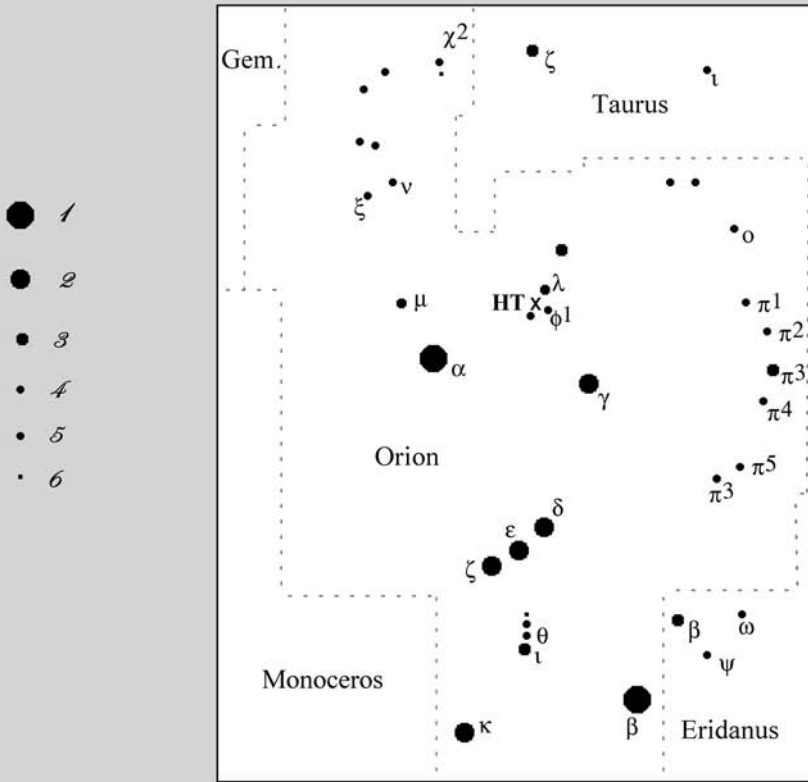 1
2
3
4
5
6
Gem.
χ2
ζ
ι
Taurus
ν
ξ
ο
λ
HT x
φ1
μ
π1
π2
α
π3
γ
π4
Orion
π5
π3
δ
ε
ζ
θ
ι
β
ω
ψ
Monoceros
κ
β
Eridanus